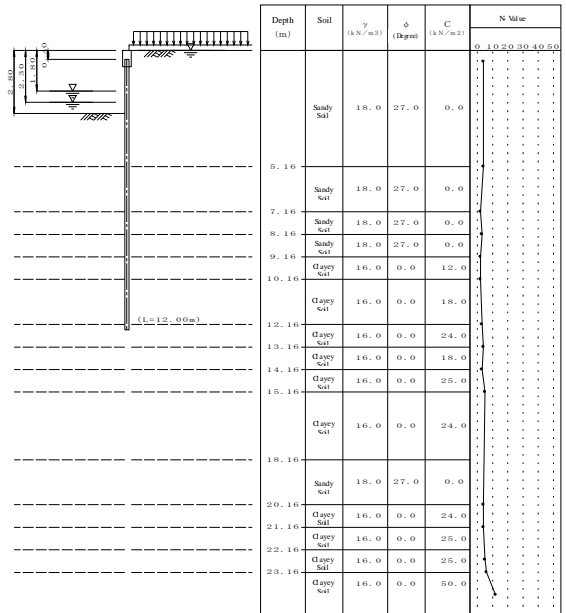 Depth Soil γ φ C N-Value
(m) (kN/m3) (Degree) (kN/m2)
0 10 20 30 40 50
0.40
1.80
2.30
2.80
Sandy Soil 18.0 27.0 0.0
5.16
Sandy Soil 18.0 27.0 0.0
7.16
Sandy Soil 18.0 27.0 0.0
8.16
Sandy Soil 18.0 27.0 0.0
9.16
Clayey Soil 16.0 0.0 12.0
10.16
Clayey Soil 16.0 0.0 18.0
(L=12.00m)
12.16
Clayey Soil 16.0 0.0 24.0
13.16
Clayey Soil 16.0 0.0 18.0
14.16
Clayey Soil 16.0 0.0 25.0
15.16
Clayey Soil 16.0 0.0 24.0
18.16
Sandy Soil 18.0 27.0 0.0
20.16
Clayey Soil 16.0 0.0 24.0
21.16
Clayey Soil 16.0 0.0 25.0
22.16
Clayey Soil 16.0 0.0 25.0
23.16
Clayey Soil 16.0 0.0 50.0